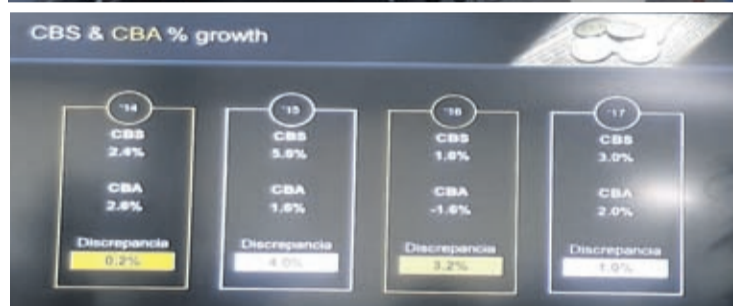 CBS & CBA % growth
'14
CBS
2.4%
CBA
2.6%
Discrepancia
0.2%
'15
CBS
5.6%
CBA
1.6%
Discrepancia
4.0%
'16
CBS
1.6%
CBA
-1.6%
Discrepancia
3.2%
'17
CBS
3.0%
CBA
2.0%
Discrepancia
1.0%